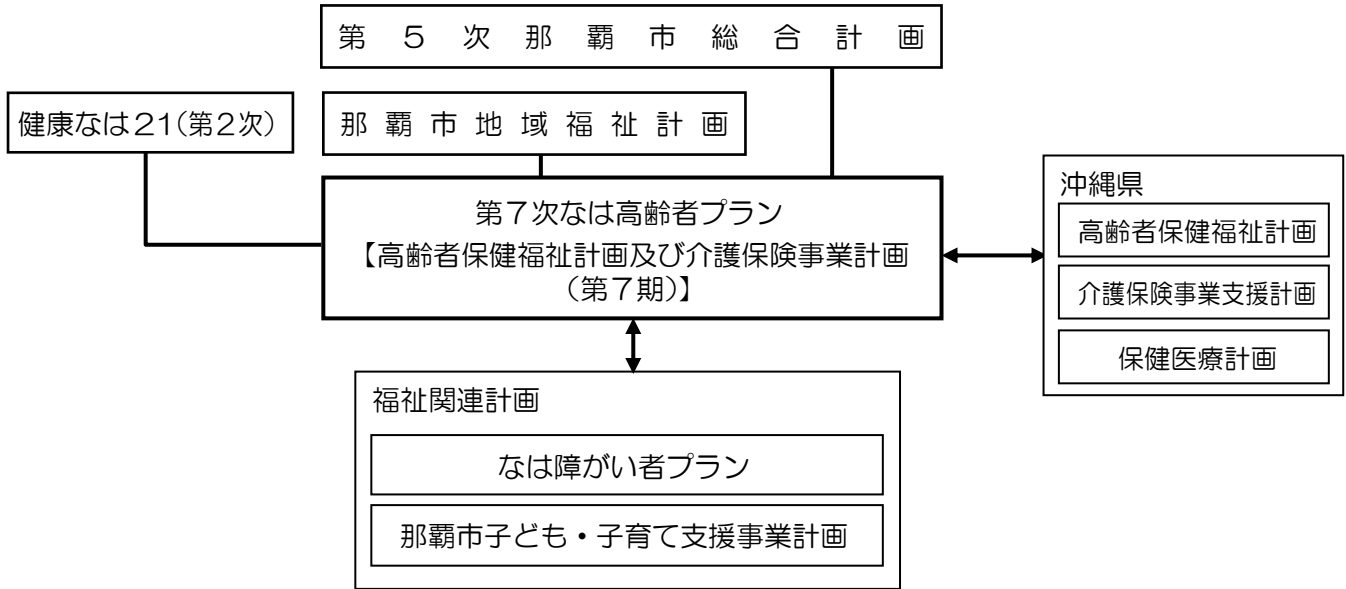 第５次那覇市総合計画
健康なは２１(第２次)
那覇市地域福祉計画
第７次なは高齢者プラン
【高齢者保健福祉計画及び介護保険事業計画
(第７期)】
沖縄県
高齢者保健福祉計画
介護保険事業支援計画
保健医療計画
福祉関連計画
なは障がい者プラン
那覇市子ども・子育て支援事業計画